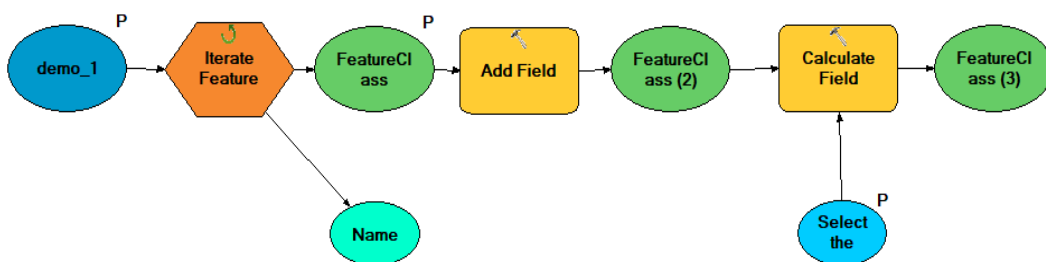 P
demo_1
Iterate
Feature
P
FeatureCl
ass
Add Field
FeatureCl
ass (2)
Calculate
Field
FeatureCl
ass (3)
Name
P
Select
the